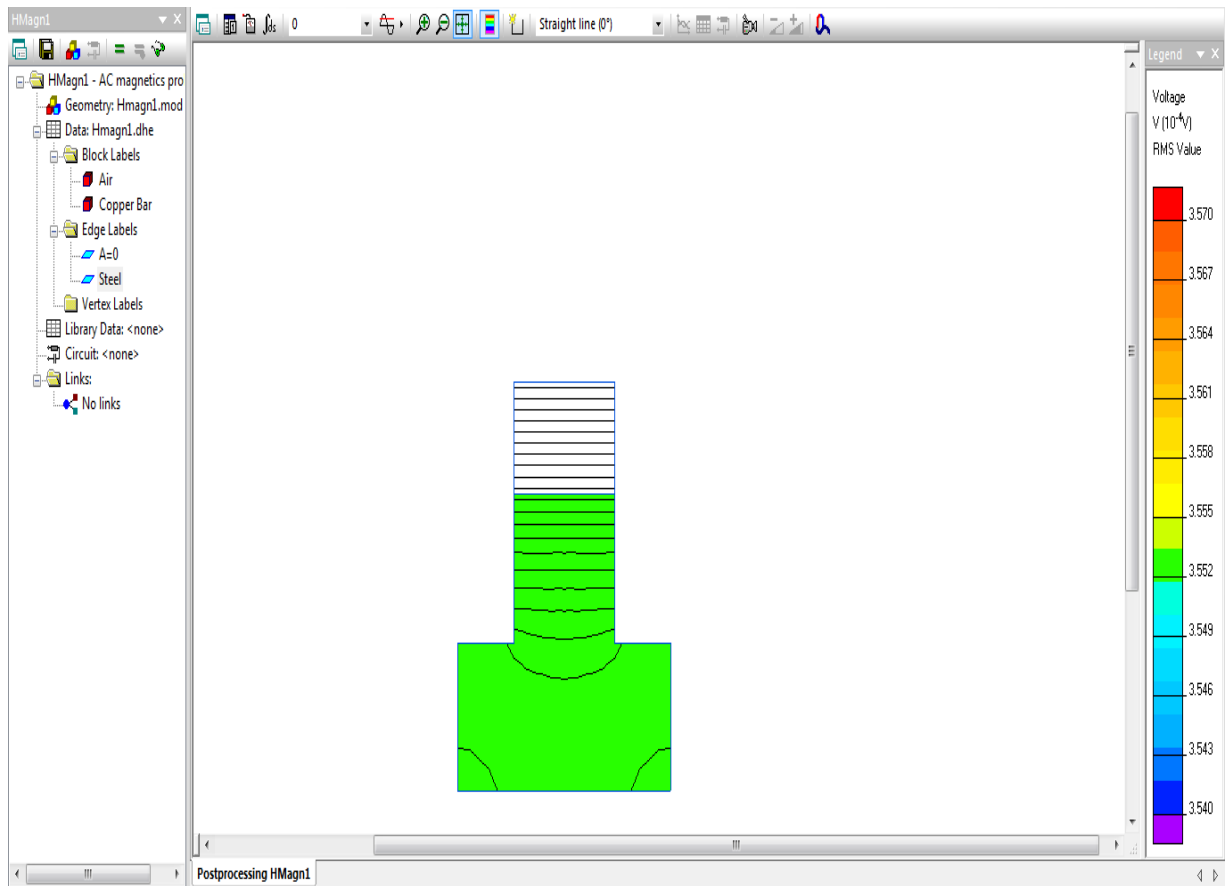 HMagn1
HMagn1 - AC magnetics pro
Geometry: Hmagn1.mod
Data: Hmagn1.dhe
Block Labels
Air
Copper Bar
Edge Labels
A=0
Steel
Vertex Labels
Library Data: <none>
Circuit: <none>
Links:
No links
∫ds
0
Straight line (0°)
Postprocessing HMagn1
Legend
Voltage
V (10⁻⁴V)
RMS Value
3.570
3.567
3.564
3.561
3.558
3.555
3.552
3.549
3.546
3.543
3.540